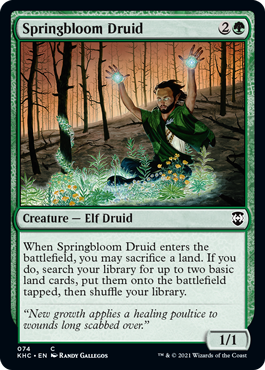 Springbloom Druid 2
Creature — Elf Druid
When Springbloom Druid enters the
battlefield, you may sacrifice a land. If you
do, search your library for up to two basic
land cards, put them onto the battlefield
tapped, then shuffle your library.
“New growth applies a healing poultice to
wounds long scabbed over.”
1/1
074 C
KHC • EN RANDY GALLEGOS ™ & © 2021 Wizards of the Coast